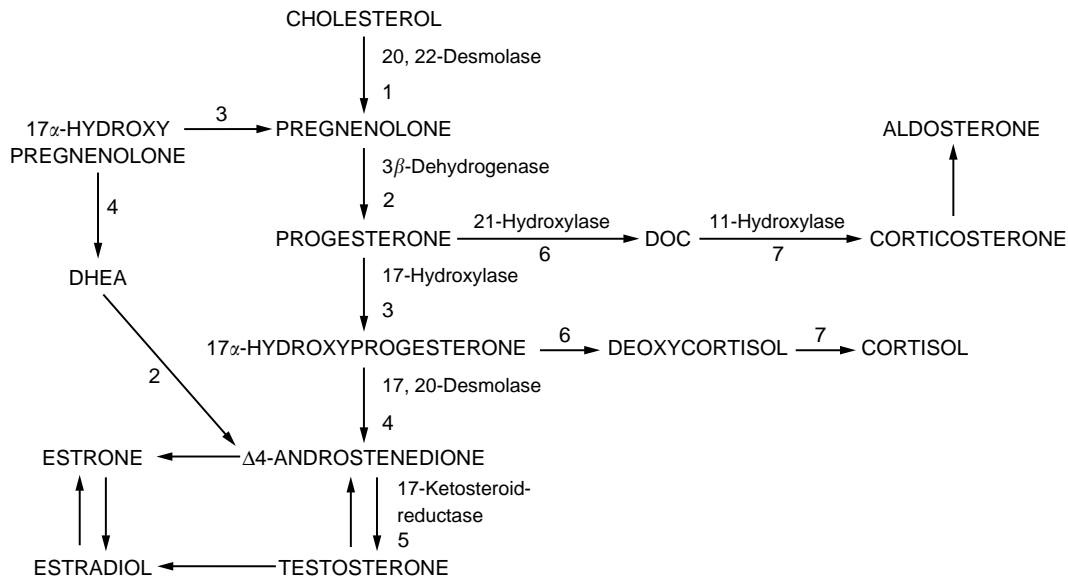 CHOLESTEROL
20, 22-Desmolase
1
17α-HYDROXY
PREGNENOLONE
3
PREGNENOLONE
ALDOSTERONE
3β-Dehydrogenase
2
4
PROGESTERONE
21-Hydroxylase
6
DOC
11-Hydroxylase
7
CORTICOSTERONE
DHEA
17-Hydroxylase
3
17α-HYDROXYPROGESTERONE
6
DEOXYCORTISOL
7
CORTISOL
2
17, 20-Desmolase
4
ESTRONE
Δ4-ANDROSTENEDIONE
17-Ketosteroid-
reductase
5
ESTRADIOL
TESTOSTERONE